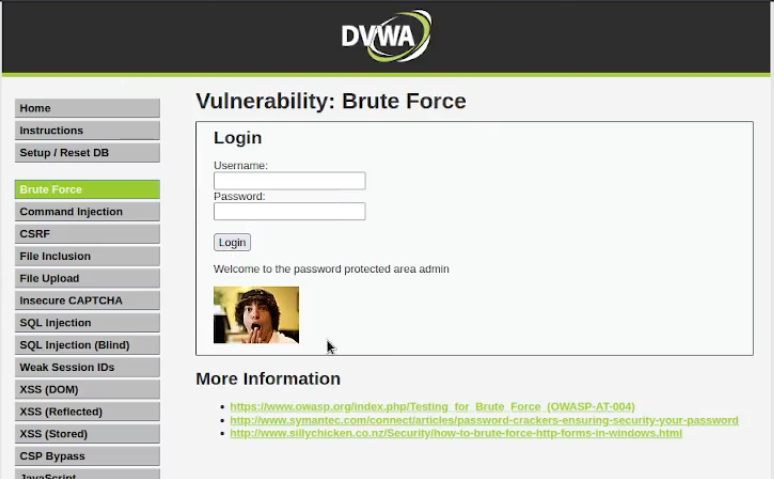 DVWA
Home
Instructions
Setup / Reset DB
Brute Force
Command Injection
CSRF
File Inclusion
File Upload
Insecure CAPTCHA
SQL Injection
SQL Injection (Blind)
Weak Session IDs
XSS (DOM)
XSS (Reflected)
XSS (Stored)
CSP Bypass
JavaScript
Vulnerability: Brute Force
Login
Username:
Password:
Login
Welcome to the password protected area admin
More Information
https://www.owasp.org/index.php/Testing_for_Brute_Force_(OWASP-AT-004)
http://www.symantec.com/connect/articles/password-crackers-ensuring-security-your-password
http://www.sillychicken.co.nz/Security/how-to-brute-force-http-forms-in-windows.html